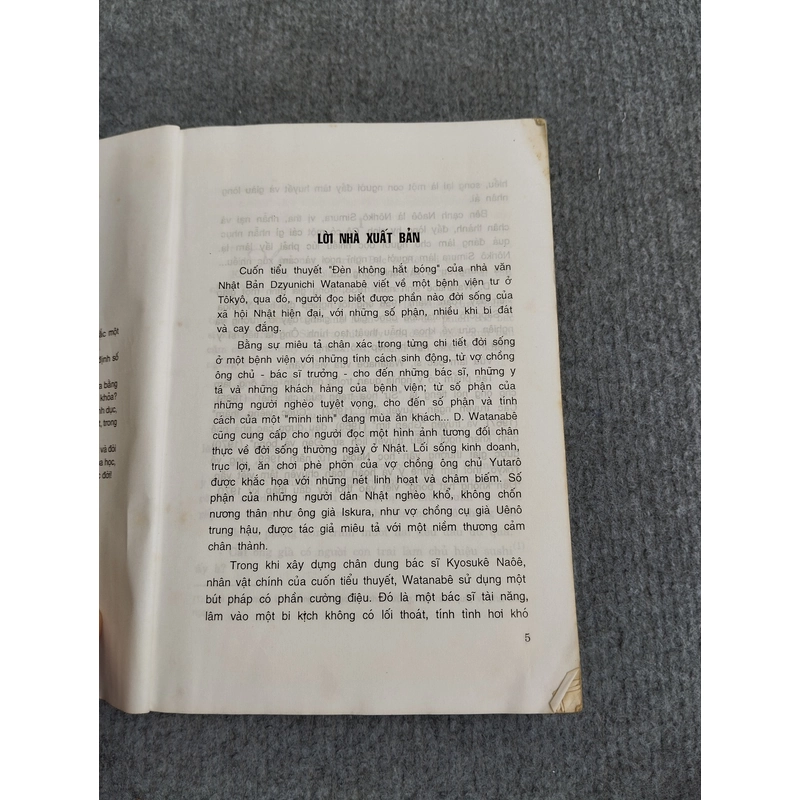 ắc một
định số
a bằng
khóa?
h dục,
t, trong
và đôi
a học,
c đời!
LỜI NHÀ XUẤT BẢN
Cuốn tiểu thuyết "Đèn không hắt bóng" của nhà văn
Nhật Bản Dzyunichi Watanabê viết về một bệnh viện tư ở
Tôkyô, qua đó, người đọc biết được phần nào đời sống của
xã hội Nhật hiện đại, với những số phận, nhiều khi bi đát
và cay đắng.
Bằng sự miêu tả chân xác trong từng chi tiết đời sống
ở một bệnh viện với những tính cách sinh động, từ vợ chồng
ông chủ - bác sĩ trưởng - cho đến những bác sĩ, những y
tá và những khách hàng của bệnh viện; từ số phận của
những người nghèo tuyệt vong, cho đến số phận và tính
cách của một "minh tinh" đang mùa ăn khách... D. Watanabê
cũng cung cấp cho người đọc một hình ảnh tương đối chân
thực về đời sống thường ngày ở Nhật. Lối sống kinh doanh,
trục lợi, ăn chơi phè phỡn của vợ chồng ông chủ Yutarô
được khắc họa với những nét linh hoạt và châm biếm. Số
phận của những người dân Nhật nghèo khổ, không chốn
nương thân như ông già Iskura, như vợ chồng cụ già Uênô
trung hậu, được tác giả miêu tả với một niềm thương cảm
chân thành.
Trong khi xây dựng chân dung bác sĩ Kyosukê Naôê,
nhân vật chính của cuốn tiểu thuyết, Watanabê sử dụng một
bút pháp có phần cường điệu. Đó là một bác sĩ tài năng,
lâm vào một bi kịch không có lối thoát, tính tình hơi khó
5